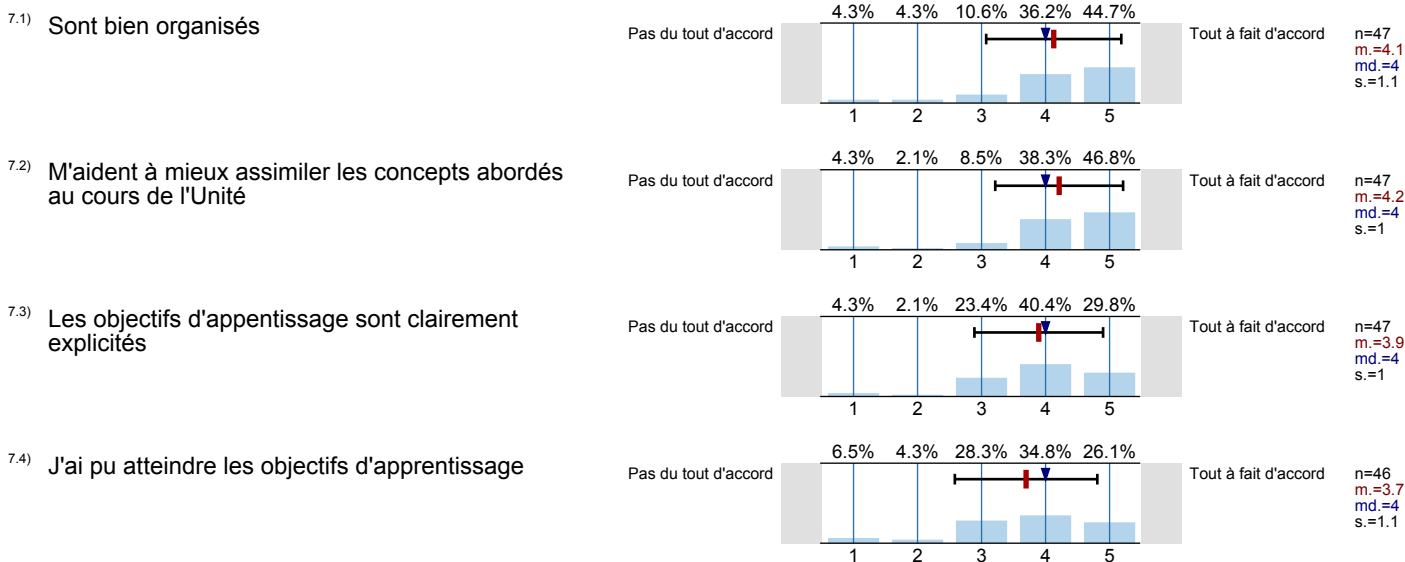 7.1) Sont bien organisés
4.3% 4.3% 10.6% 36.2% 44.7%
Pas du tout d'accord
Tout à fait d'accord
n=47
m.=4.1
md.=4
s.=1.1
1 2 3 4 5
7.2) M'aident à mieux assimiler les concepts abordés
au cours de l'Unité
4.3% 2.1% 8.5% 38.3% 46.8%
Pas du tout d'accord
Tout à fait d'accord
n=47
m.=4.2
md.=4
s.=1
1 2 3 4 5
7.3) Les objectifs d'appentissage sont clairement
explicités
4.3% 2.1% 23.4% 40.4% 29.8%
Pas du tout d'accord
Tout à fait d'accord
n=47
m.=3.9
md.=4
s.=1
1 2 3 4 5
7.4) J'ai pu atteindre les objectifs d'apprentissage
6.5% 4.3% 28.3% 34.8% 26.1%
Pas du tout d'accord
Tout à fait d'accord
n=46
m.=3.7
md.=4
s.=1.1
1 2 3 4 5